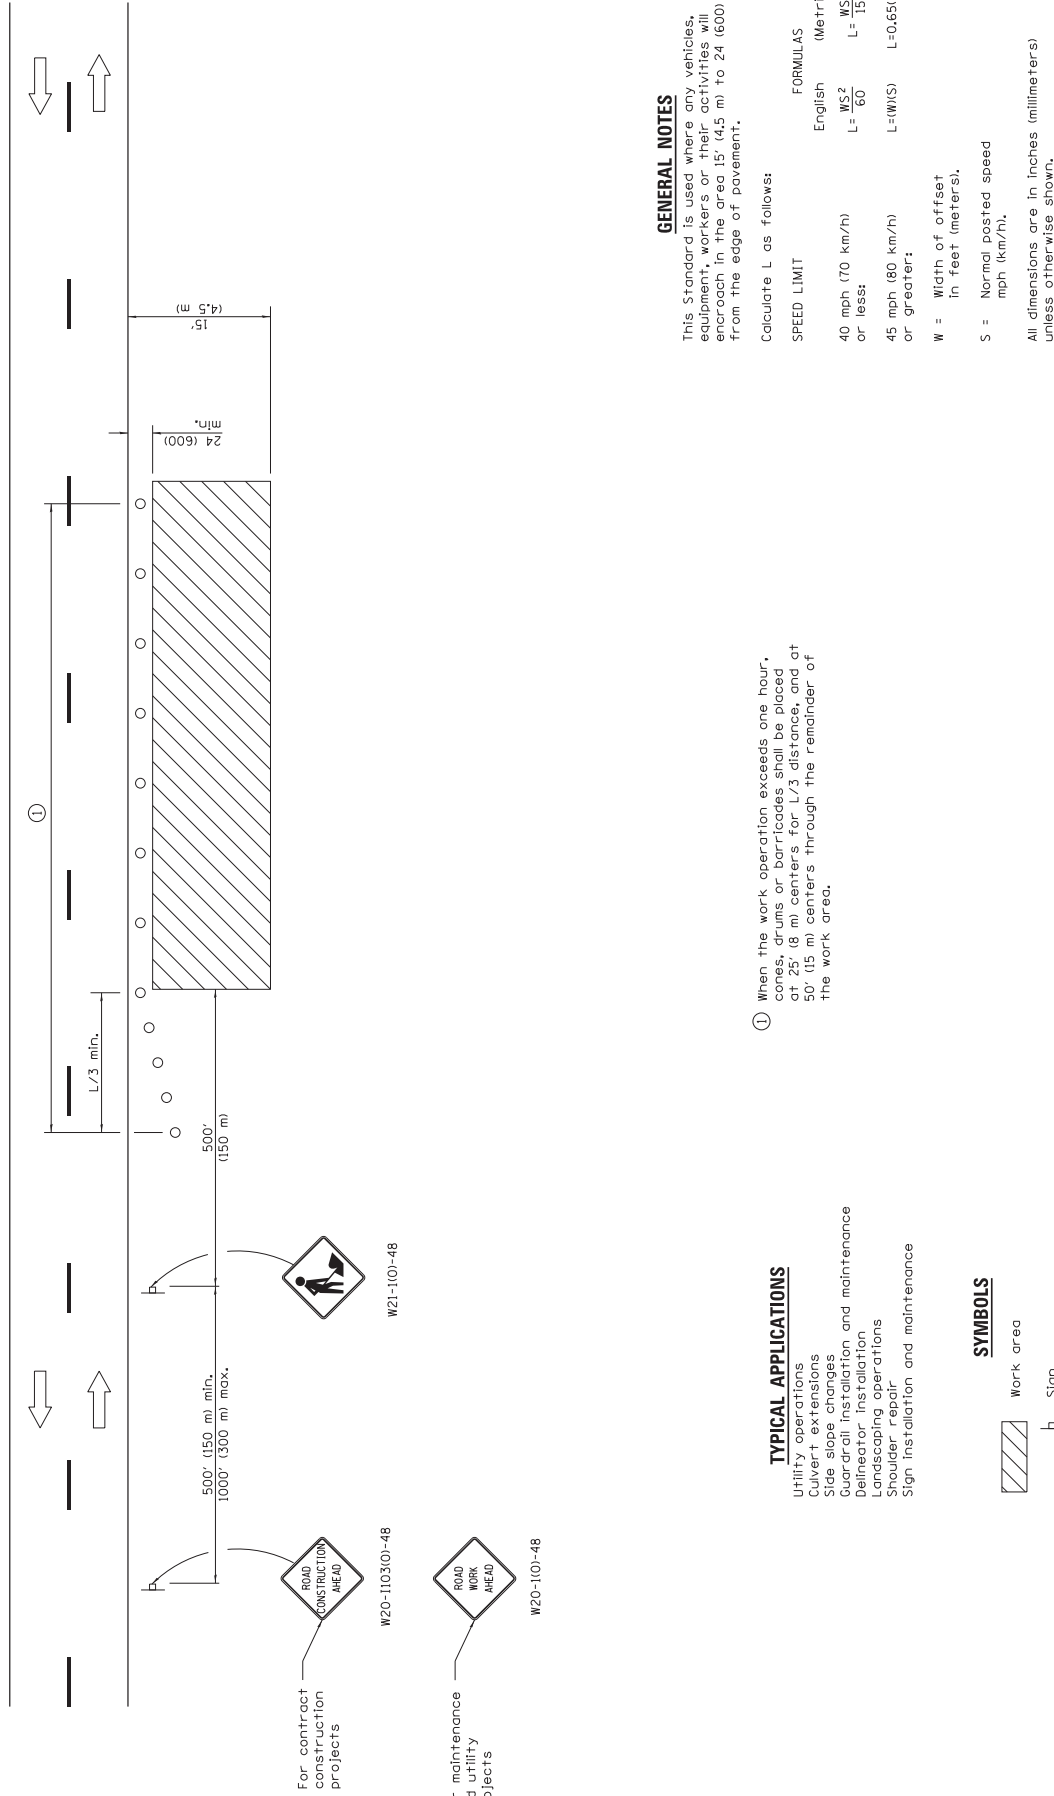 L/3 min.
①
500' (150 m) min.
1000' (300 m) max.
500'
(150 m)
24 (600)
min.
15'
(4.5 m)
ROAD
CONSTRUCTION
AHEAD
W20-I103(O)-48
W21-1(O)-48
For contract
construction
projects
ROAD
WORK
AHEAD
W20-1(O)-48
maintenance
utility
TYPICAL APPLICATIONS
Utility operations
Culvert extensions
Side slope changes
Guardrail installation and maintenance
Delineator installation
Landscaping operations
Shoulder repair
Sign installation and maintenance
SYMBOLS
Work area
① When the work operation exceeds one hour,
cones, drums or barricades shall be placed
at 25' (8 m) centers for L/3 distance, and at
50' (15 m) centers through the remainder of
the work area.
GENERAL NOTES
This Standard is used where any vehicles,
equipment, workers or their activities will
encroach in the area 15' (4.5 m) to 24 (600)
from the edge of pavement.
Calculate L as follows:
SPEED LIMIT FORMULAS
English
40 mph (70 km/h) L= WS²/60
or less:
45 mph (80 km/h) L=(W)(S)
or greater:
W = Width of offset
in feet (meters).
S = Normal posted speed
mph (km/h).
All dimensions are in inches (millimeters)
unless otherwise shown.